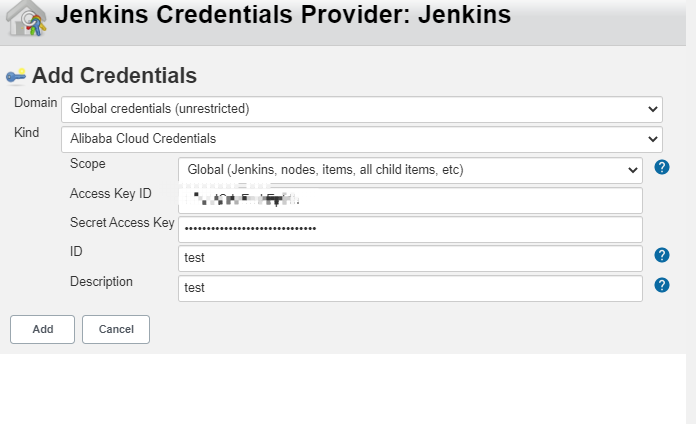 Jenkins Credentials Provider: Jenkins
Add Credentials
Domain Global credentials (unrestricted)
Kind Alibaba Cloud Credentials
Scope Global (Jenkins, nodes, items, all child items, etc)
Access Key ID
Secret Access Key ••••••••••••••••••••••••••••••
ID test
Description test
Add Cancel